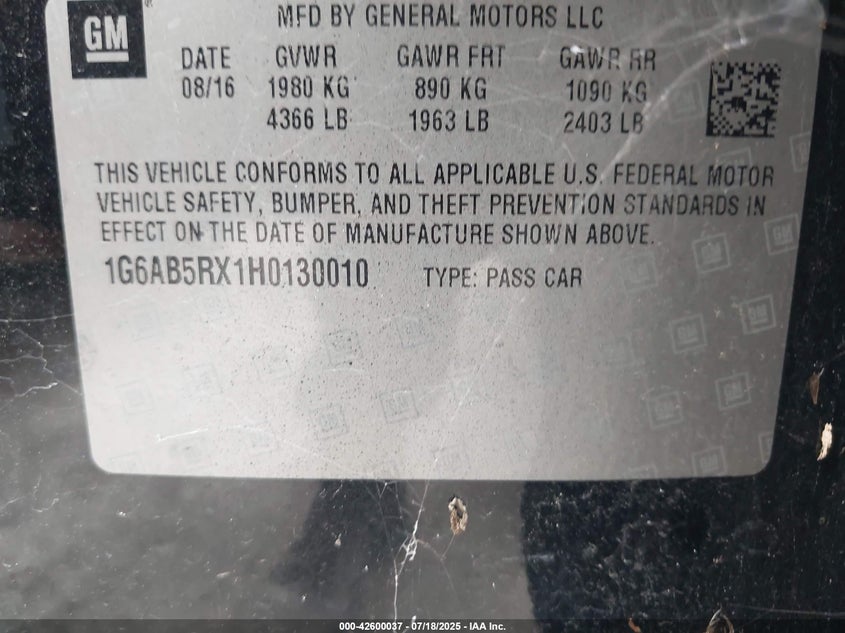 GM
MFD BY GENERAL MOTORS LLC
DATE GVWR GAWR FRT GAWR RR
08/16 1980 KG 890 KG 1090 KG
4366 LB 1963 LB 2403 LB
THIS VEHICLE CONFORMS TO ALL APPLICABLE U.S. FEDERAL MOTOR
VEHICLE SAFETY, BUMPER, AND THEFT PREVENTION STANDARDS IN
EFFECT ON THE DATE OF MANUFACTURE SHOWN ABOVE.
1G6AB5RX1H0130010 TYPE: PASS CAR
000-42600037 - 07/18/2025 - IAA Inc.